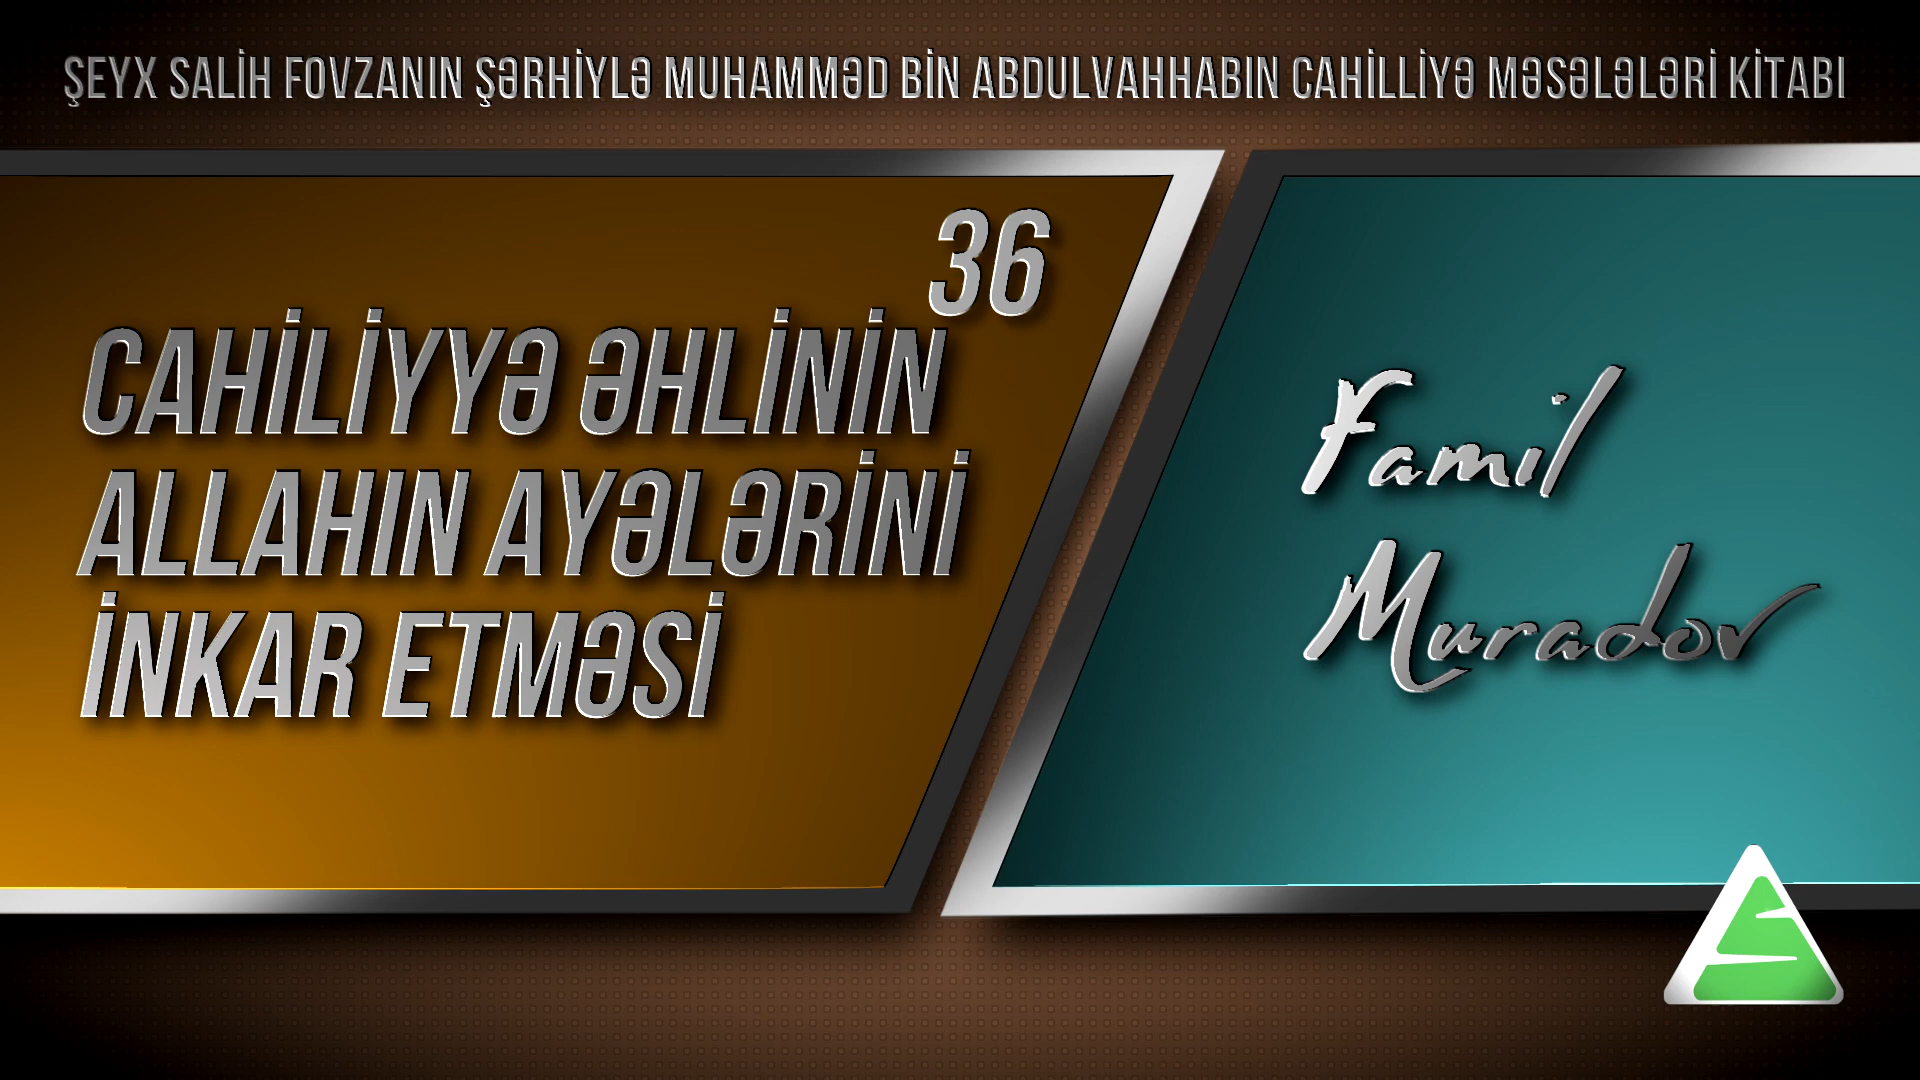 ŞEYX SALİH FOVZANIN ŞƏRHİYLƏ MUHAMMƏD BİN ABDULVAHHABIN CAHİLLİYƏ MƏSƏLƏLƏRİ KİTABI
36
CAHİLİYYƏ ƏHLİNİN
ALLAHIN AYƏLƏRİNİ
İNKAR ETMƏSİ
Famil
Muradov